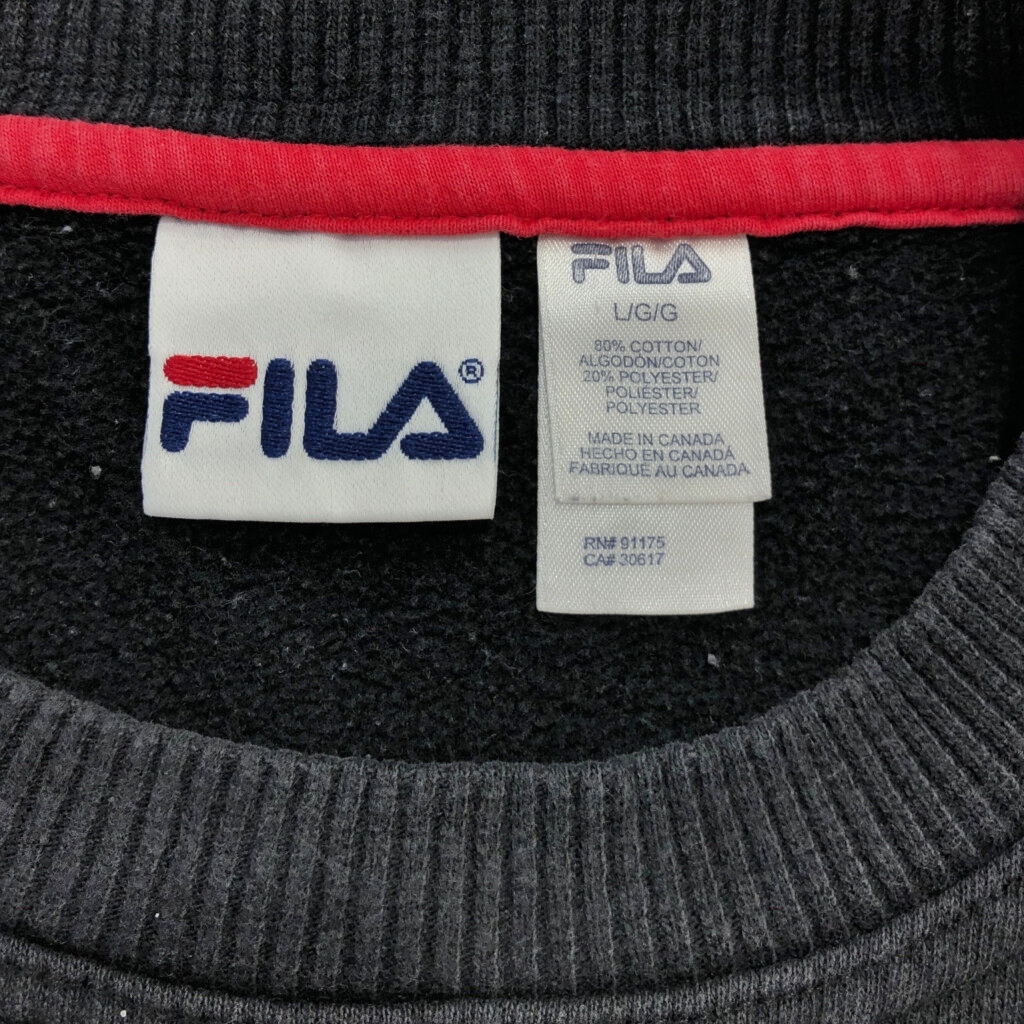 FILA®
FILA
L/G/G
80% COTTON/
ALGODÓN/COTON
20% POLYESTER/
POLIÉSTER/
POLYESTER
MADE IN CANADA
HECHO EN CANADÁ
FABRIQUÉ AU CANADA
RN# 91175
CA# 30617